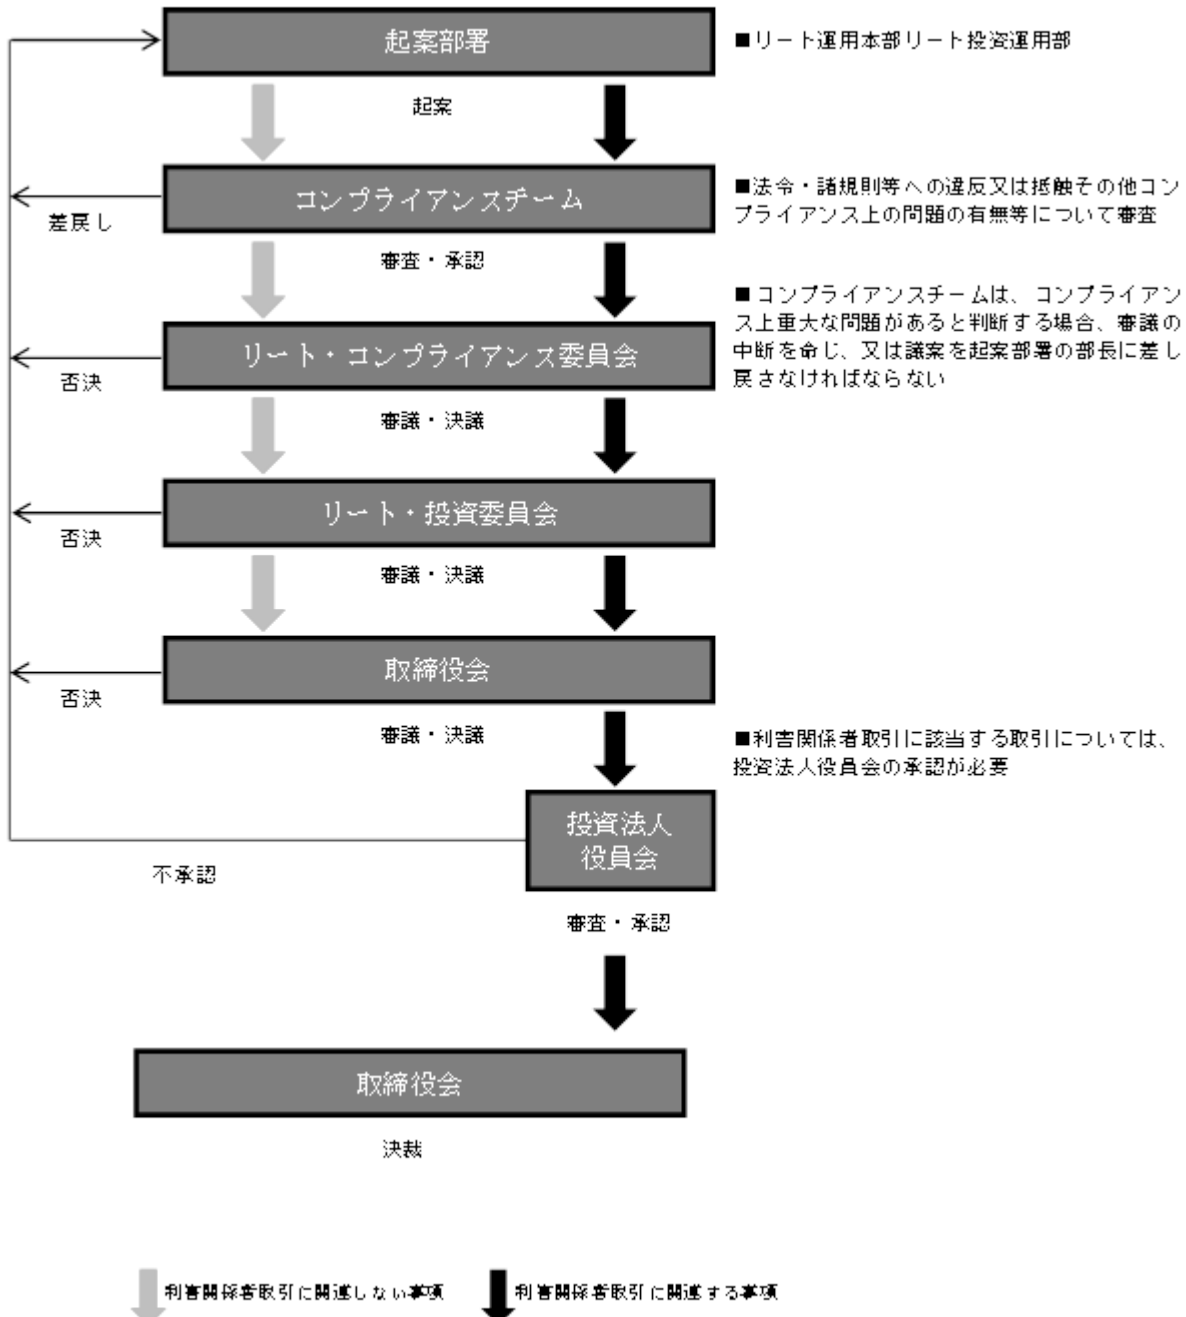 起案部署
■リート運用本部リート投資運用部
起案
コンプライアンスチーム
■法令・諸規則等への違反又は抵触その他コン
プライアンス上の問題の有無等について審査
差戻し
審査・承認
■コンプライアンスチームは、コンプライアン
ス上重大な問題があると判断する場合、審議の
中断を命じ、又は議案を起案部署の部長に差し
戻さなければならない
リート・コンプライアンス委員会
否決
審議・決議
リート・投資委員会
否決
審議・決議
取締役会
否決
審議・決議
■利害関係者取引に該当する取引については、
投資法人役員会の承認が必要
投資法人
役員会
不承認
審査・承認
取締役会
決裁
利害関係者取引に関連しない事項
利害関係者取引に関連する事項